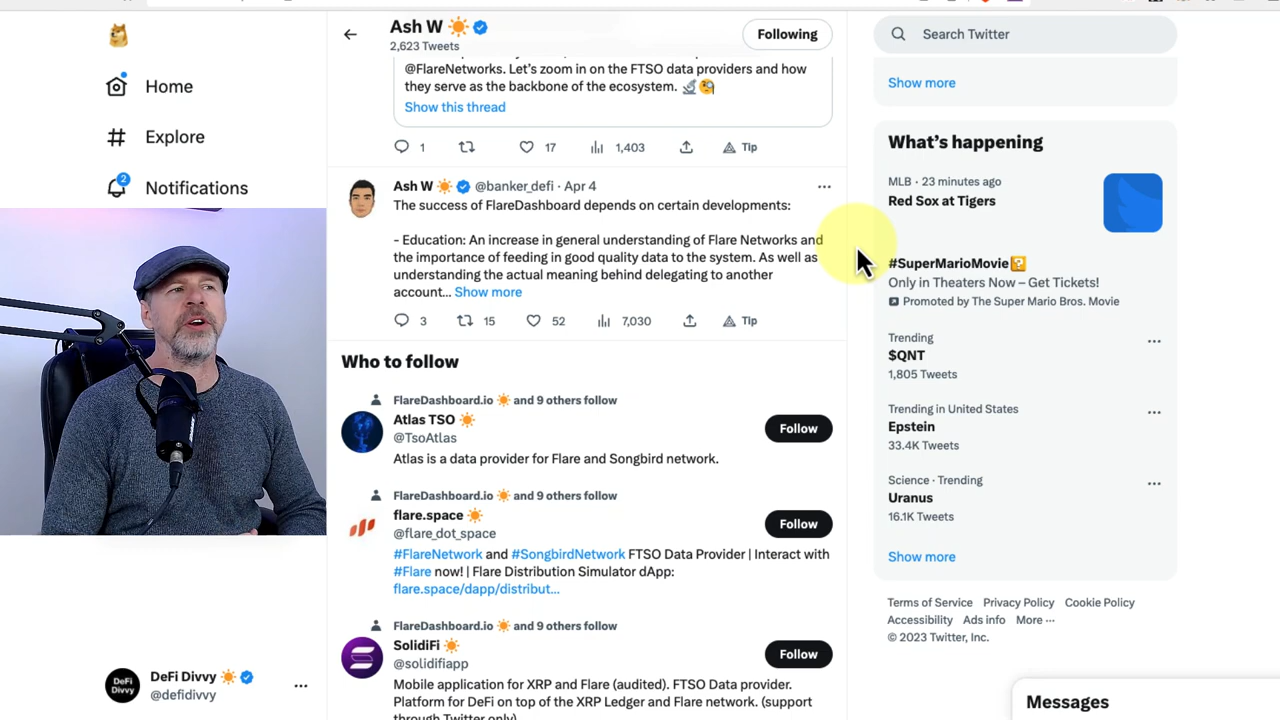 Home
Explore
2
Notifications
DeFi
Divvy
DeFi Divvy
@defidivvy
Ash W
2,623 Tweets
Following
@FlareNetworks. Let's zoom in on the FTSO data providers and how
they serve as the backbone of the ecosystem.
Show this thread
1
17
1,403
Tip
Ash W @banker_defi · Apr 4
The success of FlareDashboard depends on certain developments:
- Education: An increase in general understanding of Flare Networks and
the importance of feeding in good quality data to the system. As well as
understanding the actual meaning behind delegating to another
account... Show more
3
15
52
7,030
Tip
Who to follow
FlareDashboard.io and 9 others follow
Atlas TSO
@TsoAtlas
Follow
Atlas is a data provider for Flare and Songbird network.
FlareDashboard.io and 9 others follow
flare.space
@flare_dot_space
Follow
#FlareNetwork and #SongbirdNetwork FTSO Data Provider | Interact with
#Flare now! | Flare Distribution Simulator dApp:
flare.space/dapp/distribut...
FlareDashboard.io and 9 others follow
SolidiFi
@solidifiapp
Follow
Mobile application for XRP and Flare (audited). FTSO Data provider.
Platform for DeFi on top of the XRP Ledger and Flare network. (support
through Twitter only)
Search Twitter
Show more
What's happening
MLB · 23 minutes ago
Red Sox at Tigers
#SuperMarioMovie
Only in Theaters Now – Get Tickets!
Promoted by The Super Mario Bros. Movie
Trending
$QNT
1,805 Tweets
Trending in United States
Epstein
33.4K Tweets
Science · Trending
Uranus
16.1K Tweets
Show more
Terms of Service Privacy Policy Cookie Policy
Accessibility Ads info More ···
© 2023 Twitter, Inc.
Messages